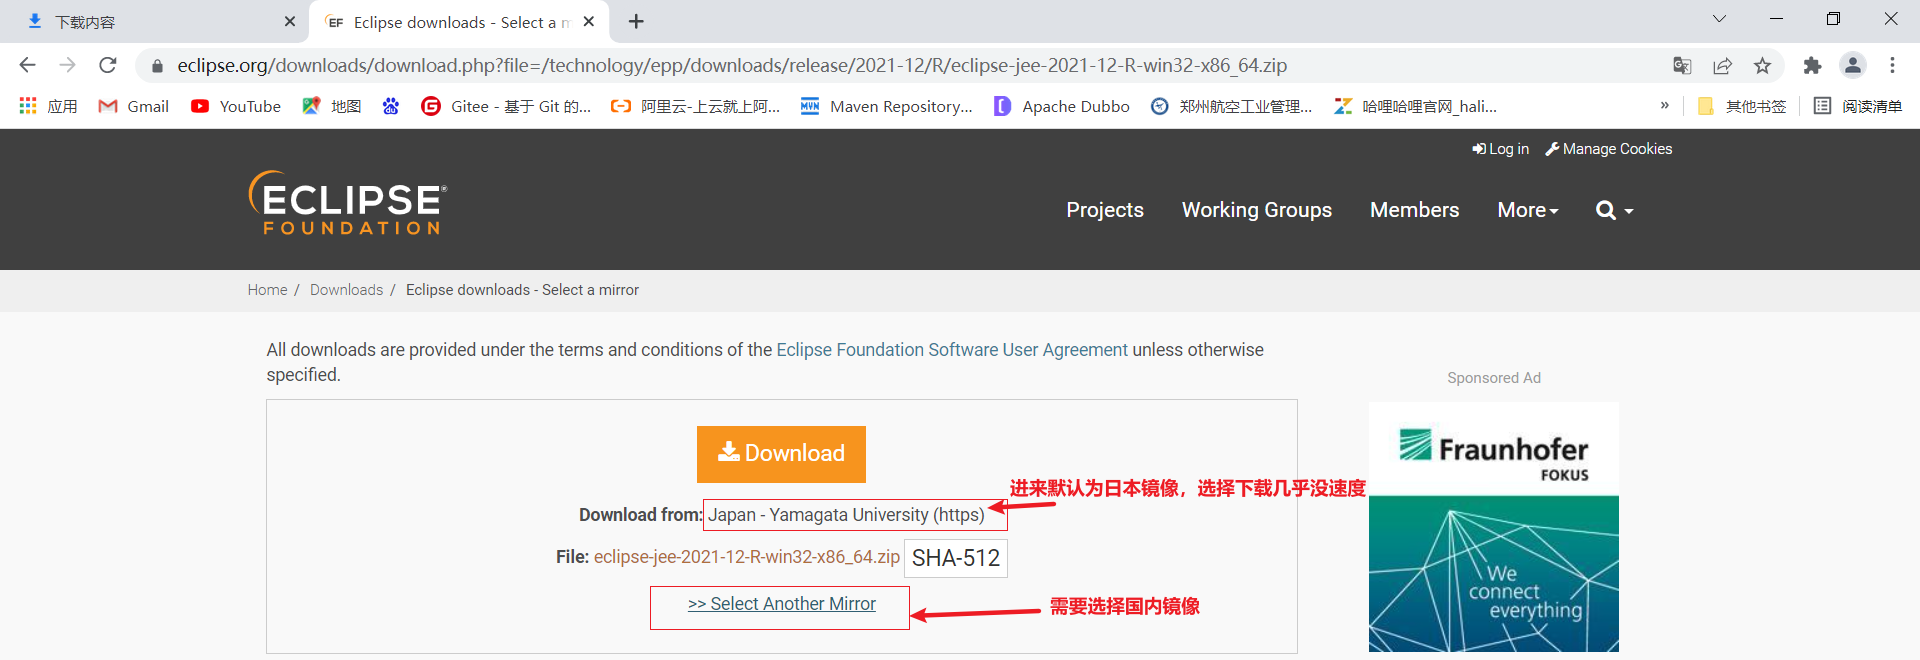 下载内容
EF Eclipse downloads - Select a m
eclipse.org/downloads/download.php?file=/technology/epp/downloads/release/2021-12/R/eclipse-jee-2021-12-R-win32-x86_64.zip
应用 Gmail YouTube 地图 Gitee - 基于 Git 的... 阿里云-上云就上阿... MVN Maven Repository... Apache Dubbo 郑州航空工业管理... 哈哩哈哩官网_hali... » 其他书签 阅读清单
Log in Manage Cookies
ECLIPSE®
FOUNDATION
Projects Working Groups Members More
Home / Downloads / Eclipse downloads - Select a mirror
All downloads are provided under the terms and conditions of the Eclipse Foundation Software User Agreement unless otherwise
specified.
Sponsored Ad
Download
进来默认为日本镜像，选择下载几乎没速度
Download from: Japan - Yamagata University (https)
File: eclipse-jee-2021-12-R-win32-x86_64.zip SHA-512
>> Select Another Mirror
需要选择国内镜像
Fraunhofer
FOKUS
We
connect
everything